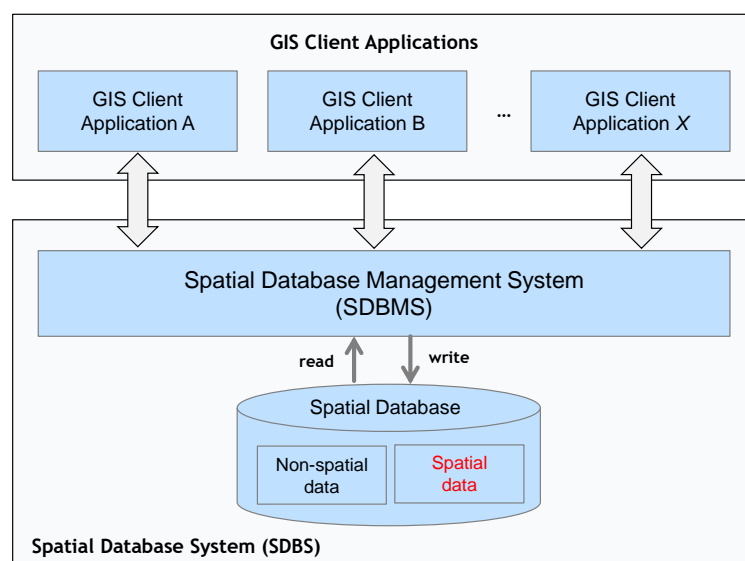 GIS Client Applications
GIS Client
Application A
GIS Client
Application B
...
GIS Client
Application X
Spatial Database Management System
(SDBMS)
read
write
Spatial Database
Non-spatial
data
Spatial
data
Spatial Database System (SDBS)